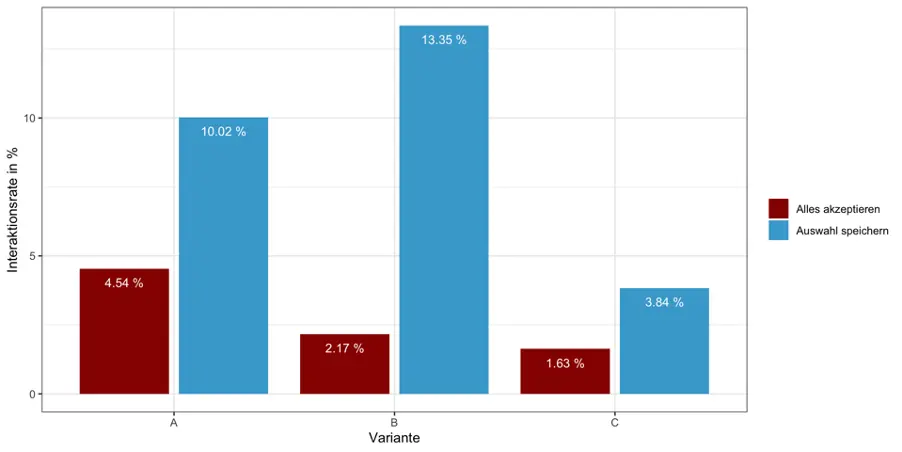 13.35 %
10
10.02 %
Interaktionsrate in %
Alles akzeptieren
Auswahl speichern
5
4.54 %
3.84 %
2.17 %
1.63 %
0
A
B
C
Variante